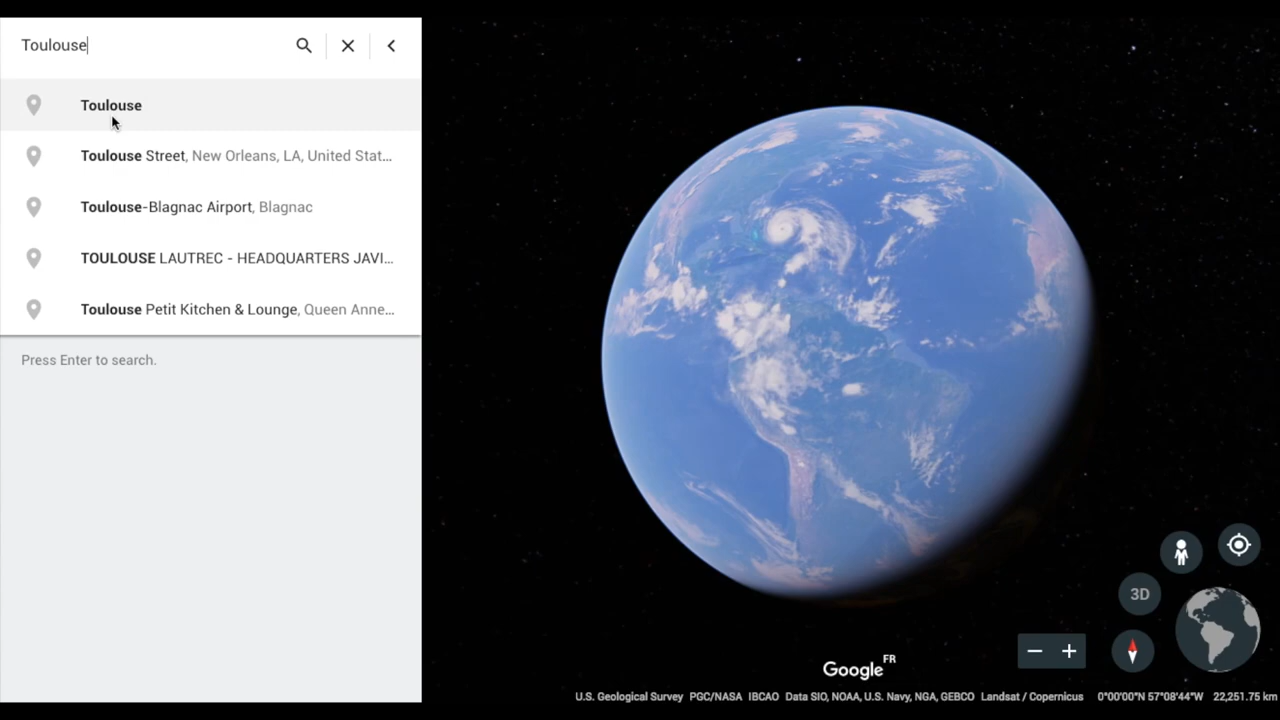 Toulouse
Toulouse
Toulouse Street, New Orleans, LA, United Stat...
Toulouse-Blagnac Airport, Blagnac
TOULOUSE LAUTREC - HEADQUARTERS JAVI...
Toulouse Petit Kitchen & Lounge, Queen Anne...
Press Enter to search.
3D
Google FR
U.S. Geological Survey PGC/NASA IBCAO Data SIO, NOAA, U.S. Navy, NGA, GEBCO Landsat / Copernicus 0°00'00"N 57°08'44"W 22,251.75 km